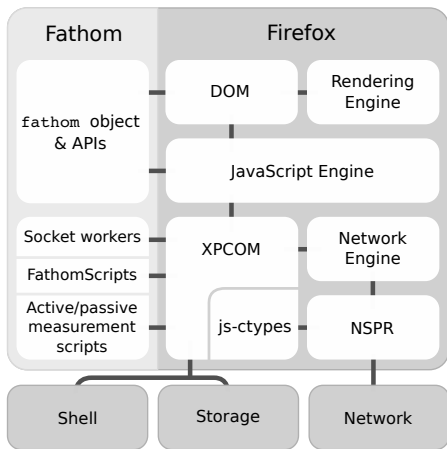 Fathom
Firefox
fathom object
& APIs
DOM
Rendering
Engine
JavaScript Engine
Socket workers
FathomScripts
Active/passive
measurement
scripts
XPCOM
Network
Engine
js-ctypes
NSPR
Shell
Storage
Network